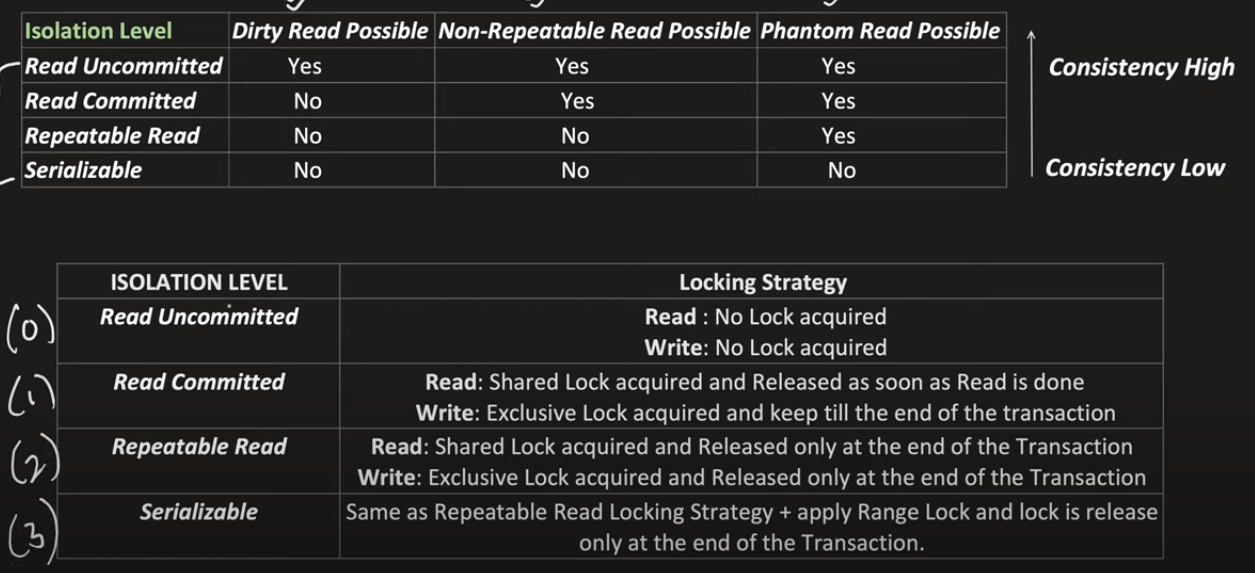 Isolation Level Dirty Read Possible Non-Repeatable Read Possible Phantom Read Possible
Read Uncommitted Yes Yes Yes Consistency High
Read Committed No Yes Yes
Repeatable Read No No Yes
Serializable No No No Consistency Low
ISOLATION LEVEL Locking Strategy
(0) Read Uncommitted Read : No Lock acquired
Write: No Lock acquired
(1) Read Committed Read: Shared Lock acquired and Released as soon as Read is done
Write: Exclusive Lock acquired and keep till the end of the transaction
(2) Repeatable Read Read: Shared Lock acquired and Released only at the end of the Transaction
Write: Exclusive Lock acquired and Released only at the end of the Transaction
(3) Serializable Same as Repeatable Read Locking Strategy + apply Range Lock and lock is release
only at the end of the Transaction.